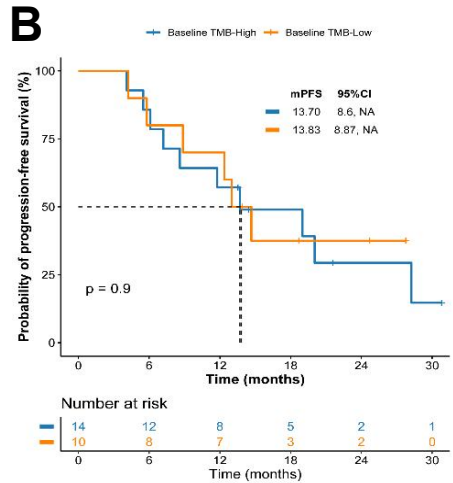 B
Baseline TMB-High Baseline TMB-Low
Probability of progression-free survival (%)
100
75
50
25
0
mPFS 95%CI
13.70 8.6, NA
13.83 8.87, NA
p = 0.9
0 6 12 18 24 30
Time (months)
Number at risk
14 12 8 5 2 1
10 8 7 3 2 0
0 6 12 18 24 30
Time (months)